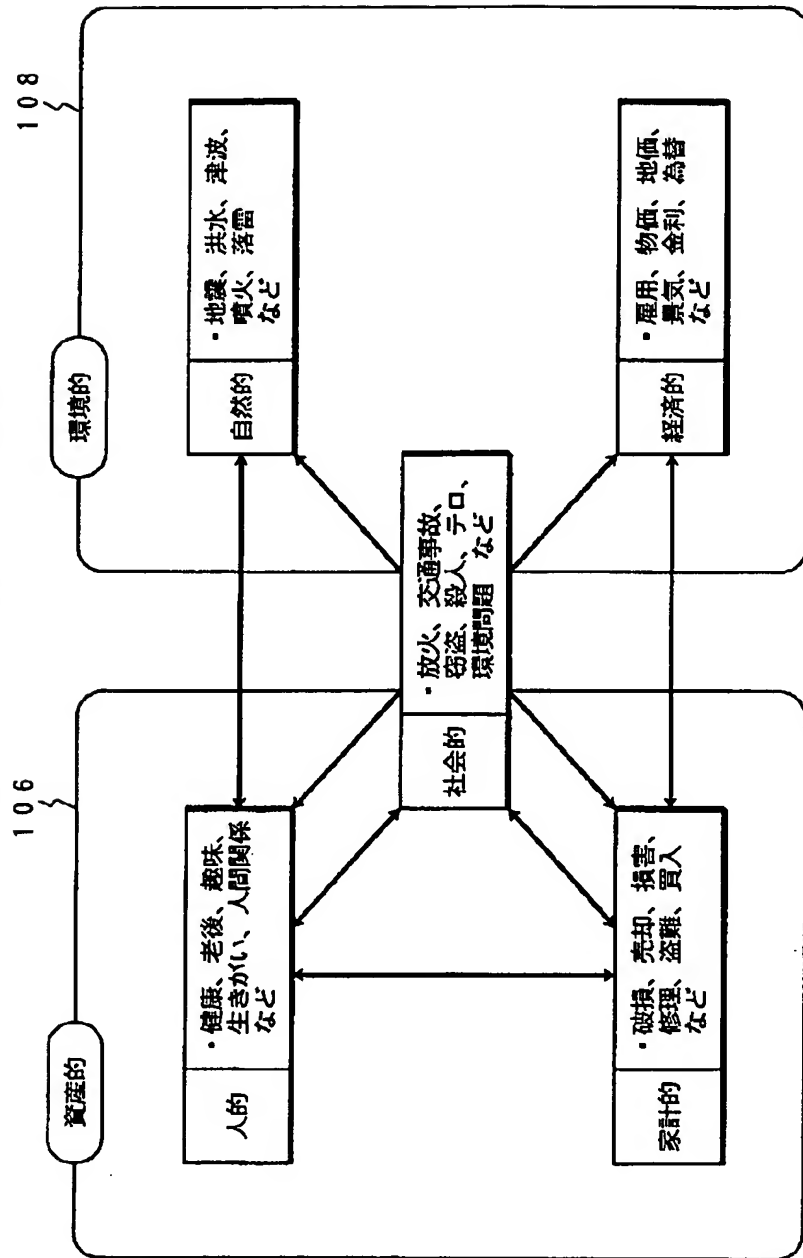 106
資産的
人的
・健康、老後、趣味、
生きがい、人間関係
など
家計的
・破損、売却、損害、
修理、盗難、買入
など
社会的
・放火、交通事故、
窃盗、殺人、テロ、
環境問題 など
108
環境的
自然的
・地震、洪水、津波、
噴火、落雷
など
経済的
・雇用、物価、地価、
景気、金利、為替
など